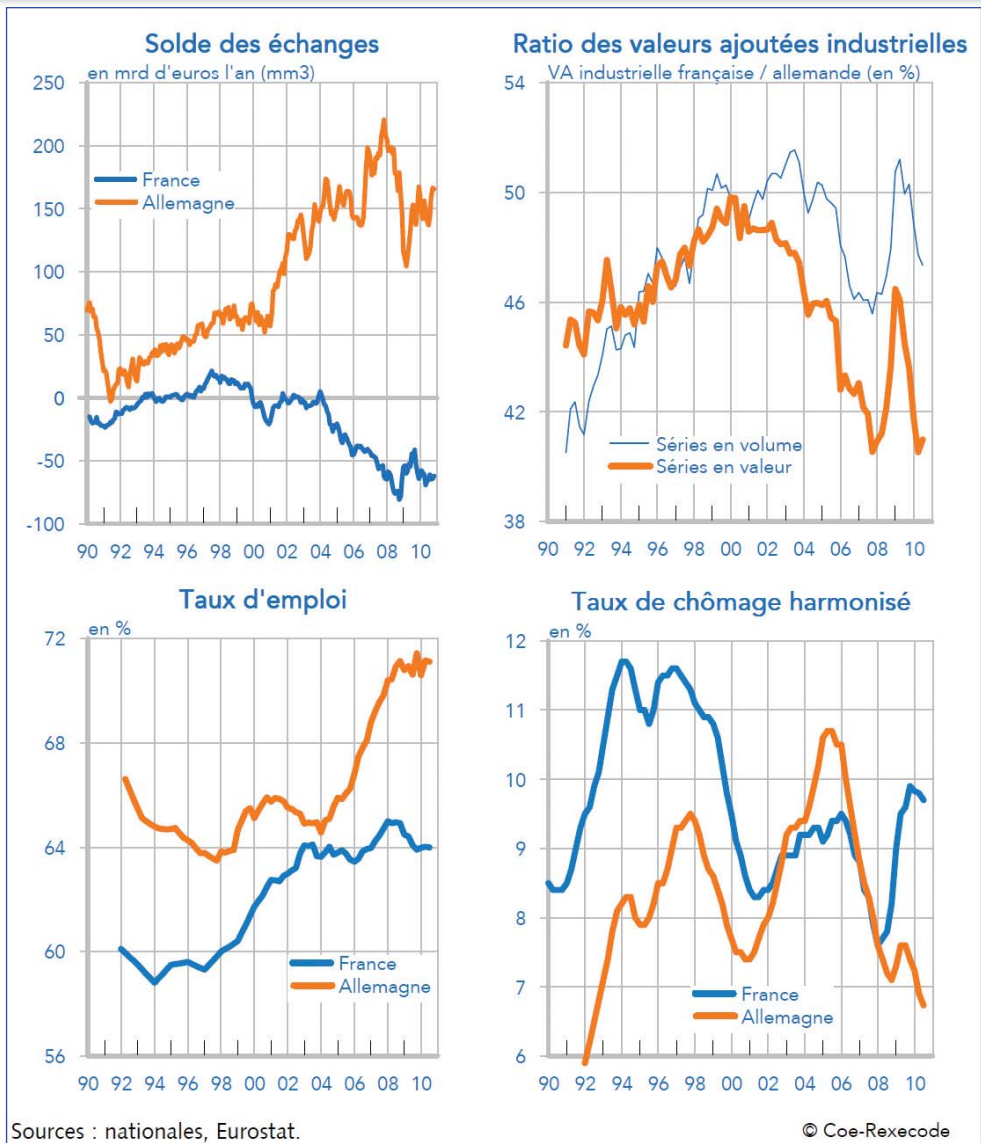 Solde des échanges
en mrd d'euros l'an (mm3)
250
200
150
100
50
0
-50
-100
France
Allemagne
90 92 94 96 98 00 02 04 06 08 10
Ratio des valeurs ajoutées industrielles
VA industrielle française / allemande (en %)
54
50
46
42
38
Séries en volume
Séries en valeur
90 92 94 96 98 00 02 04 06 08 10
Taux d'emploi
en %
72
68
64
60
56
France
Allemagne
90 92 94 96 98 00 02 04 06 08 10
Taux de chômage harmonisé
en %
12
11
10
9
8
7
6
France
Allemagne
90 92 94 96 98 00 02 04 06 08 10
Sources : nationales, Eurostat.
© Coe-Rexecode